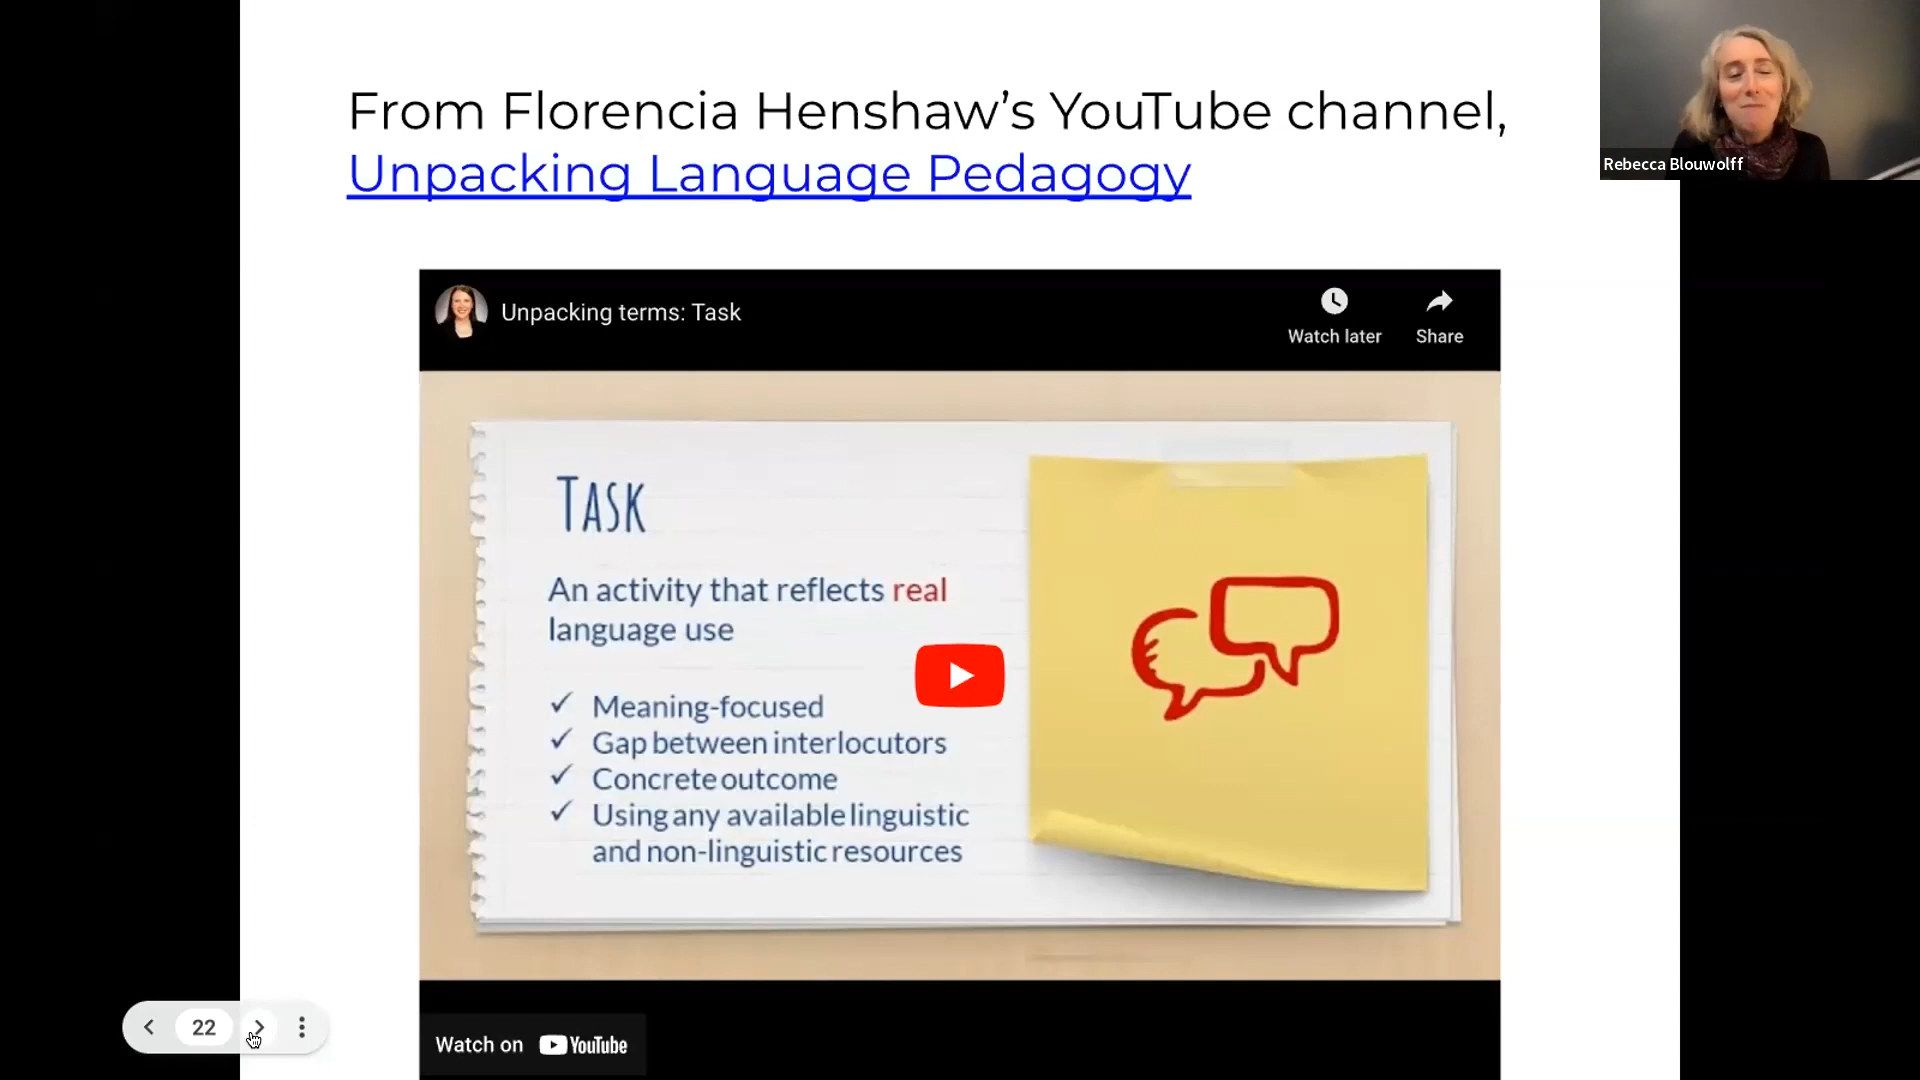 From Florencia Henshaw’s YouTube channel,
Unpacking Language Pedagogy
Rebecca Blouwolff
Unpacking terms: Task
Watch later
Share
TASK
An activity that reflects real
language use
✓ Meaning-focused
✓ Gap between interlocutors
✓ Concrete outcome
✓ Using any available linguistic
and non-linguistic resources
22
Watch on YouTube